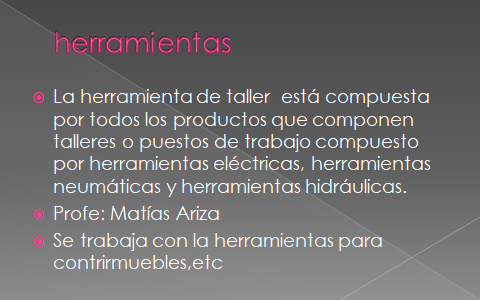 herramientas
La herramienta de taller está compuesta
por todos los productos que componen
talleres o puestos de trabajo compuesto
por herramientas eléctricas, herramientas
neumáticas y herramientas hidráulicas.
Profe: Matías Ariza
Se trabaja con la herramientas para
contrirmuebles,etc